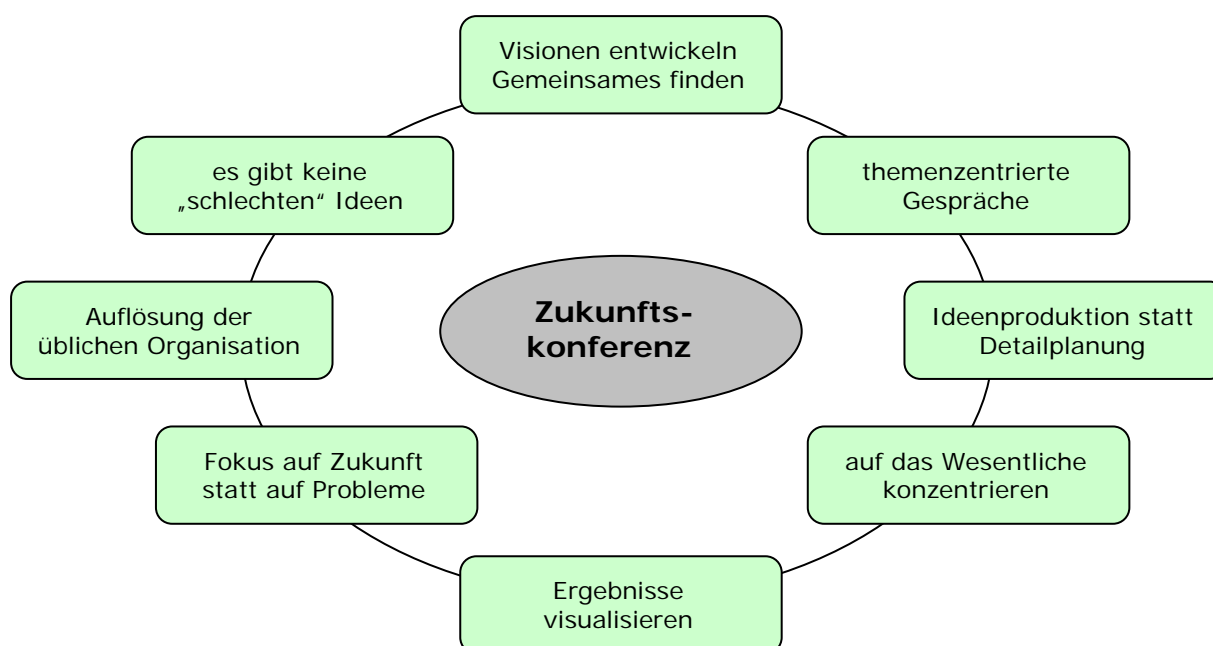 Visionen entwickeln
Gemeinsames finden
es gibt keine
„schlechten“ Ideen
themenzentrierte
Gespräche
Auflösung der
üblichen Organisation
Zukunfts-
konferenz
Ideenproduktion statt
Detailplanung
Fokus auf Zukunft
statt auf Probleme
auf das Wesentliche
konzentrieren
Ergebnisse
visualisieren